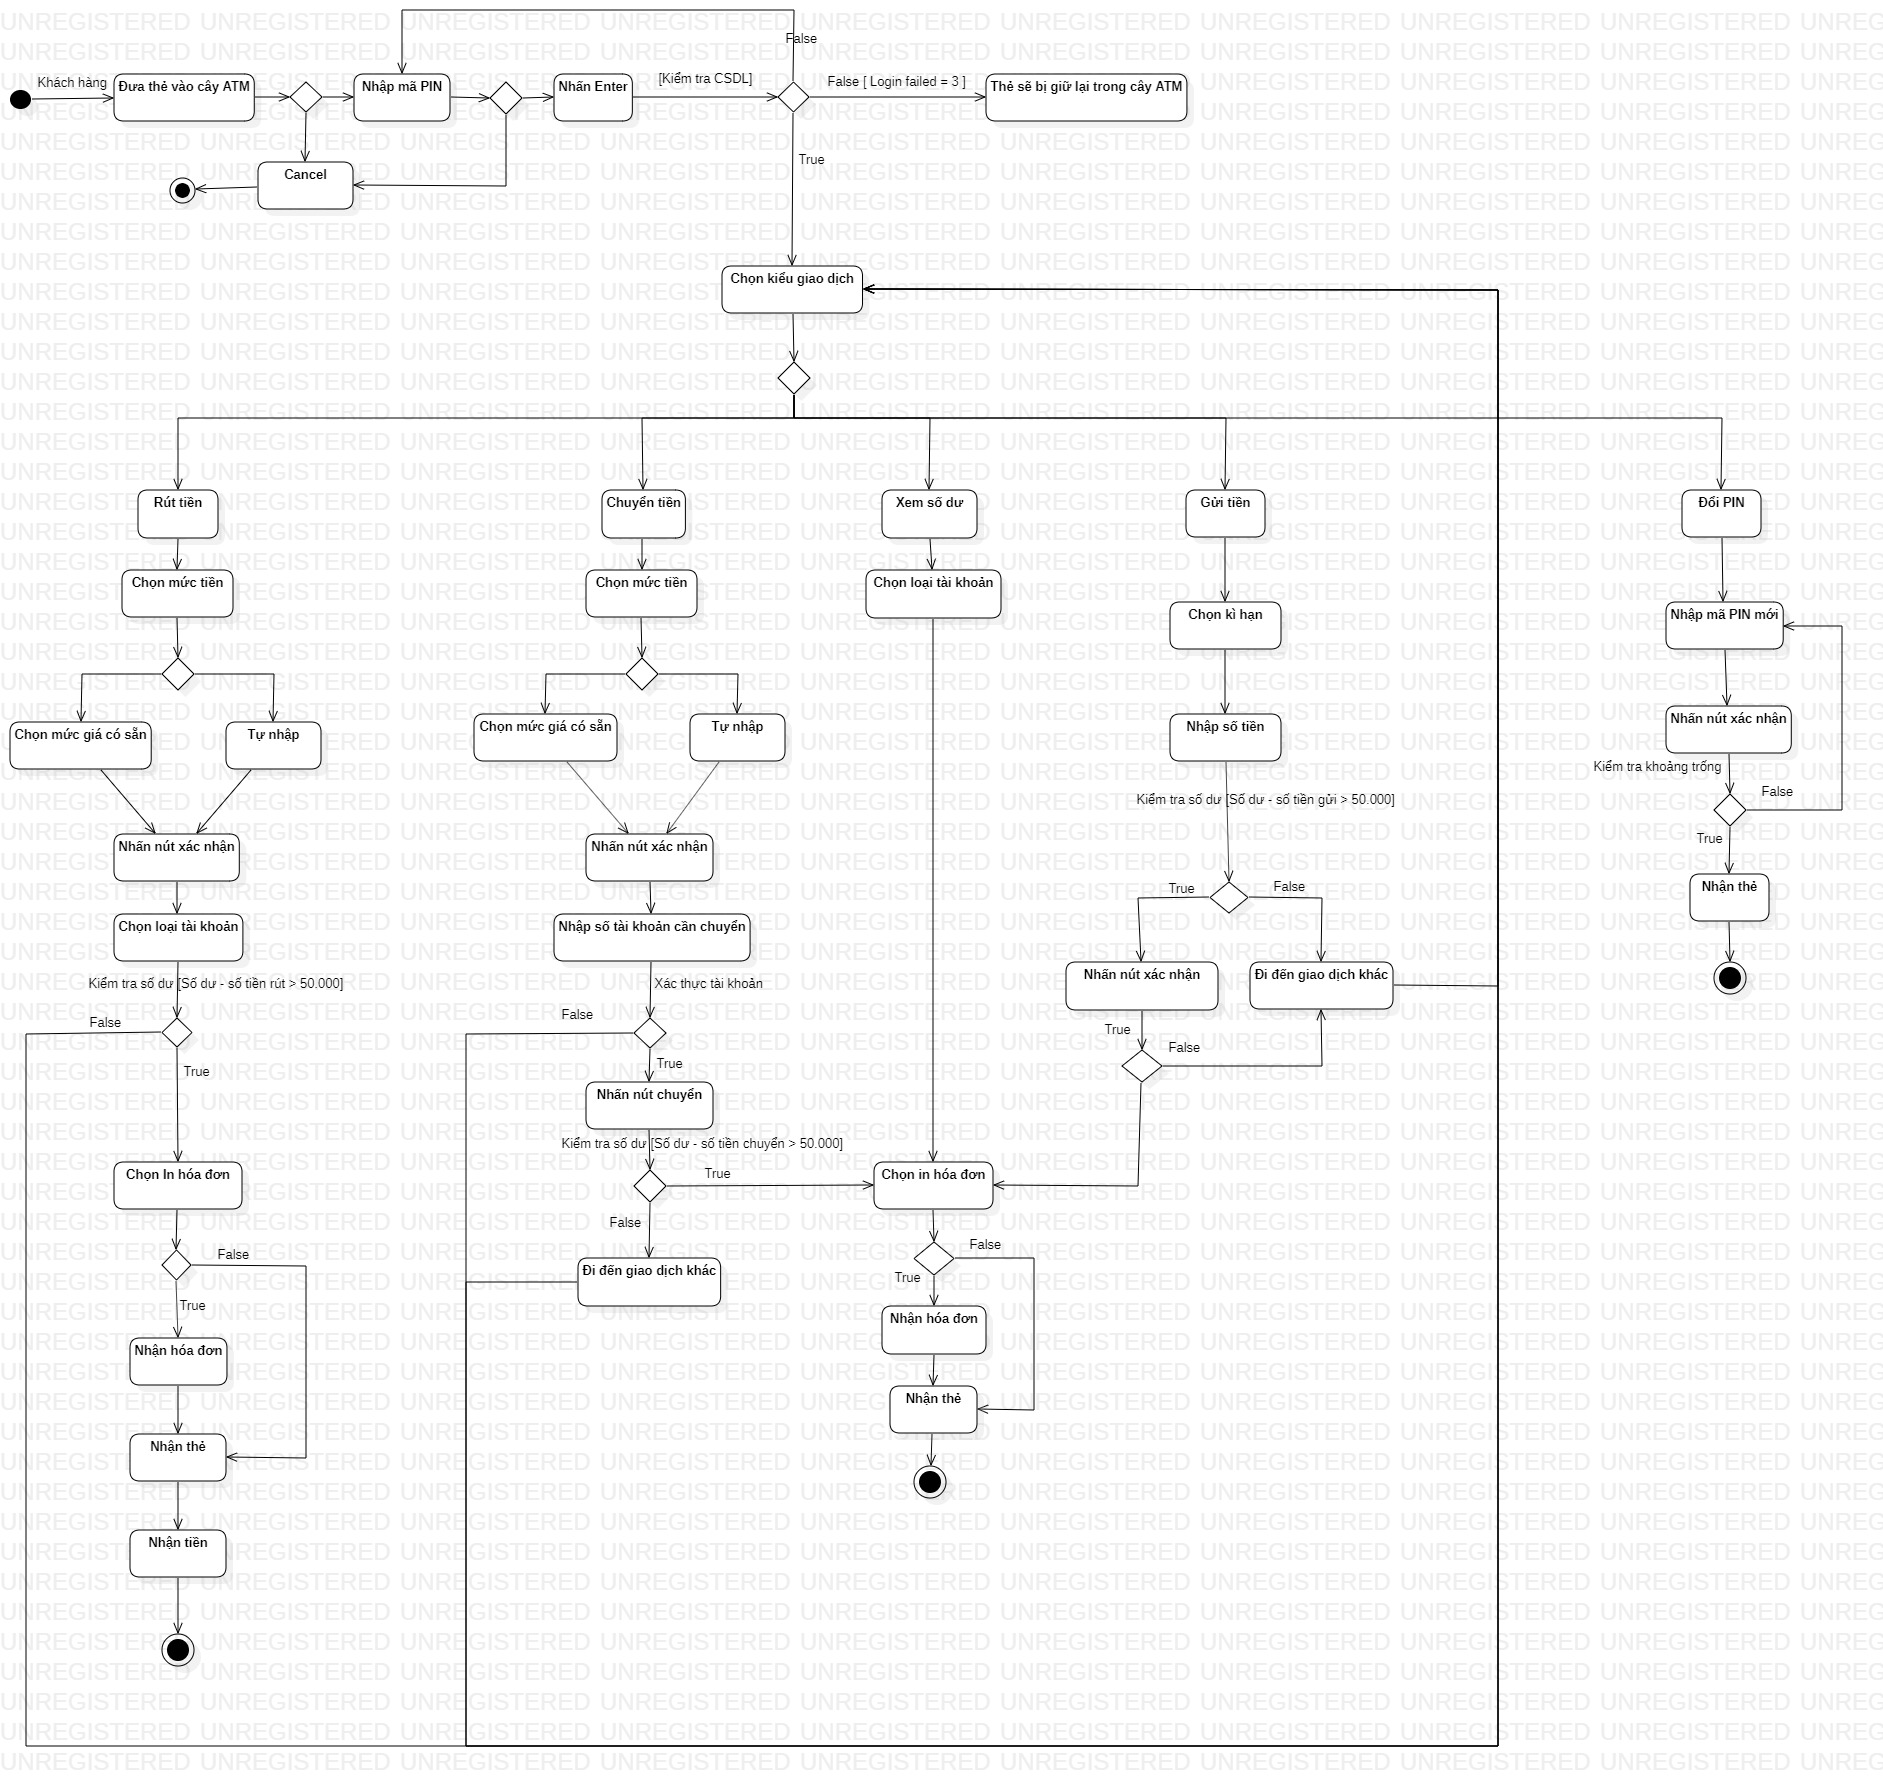 False
Khách hàng
Đưa thẻ vào cây ATM
Nhập mã PIN
Nhấn Enter
[Kiểm tra CSDL]
False [ Login failed = 3 ]
Thẻ sẽ bị giữ lại trong cây ATM
Cancel
True
Chọn kiểu giao dịch
Rút tiền
Chuyển tiền
Xem số dư
Gửi tiền
Đổi PIN
Chọn mức tiền
Chọn mức tiền
Chọn loại tài khoản
Chọn kì hạn
Nhập mã PIN mới
Chọn mức giá có sẵn
Tự nhập
Chọn mức giá có sẵn
Tự nhập
Nhập số tiền
Nhấn nút xác nhận
Kiểm tra khoảng trống
False
Kiểm tra số dư [Số dư - số tiền gửi > 50.000]
True
Nhấn nút xác nhận
Nhấn nút xác nhận
True
False
Nhận thẻ
Chọn loại tài khoản
Nhập số tài khoản cần chuyển
Nhấn nút xác nhận
Đi đến giao dịch khác
Kiểm tra số dư [Số dư - số tiền rút > 50.000]
Xác thực tài khoản
False
False
True
False
True
True
Nhấn nút chuyển
Kiểm tra số dư [Số dư - số tiền chuyển > 50.000]
Chọn In hóa đơn
True
Chọn in hóa đơn
False
False
False
True
Đi đến giao dịch khác
True
Nhận hóa đơn
Nhận hóa đơn
Nhận thẻ
Nhận thẻ
Nhận tiền
UNREGISTERED